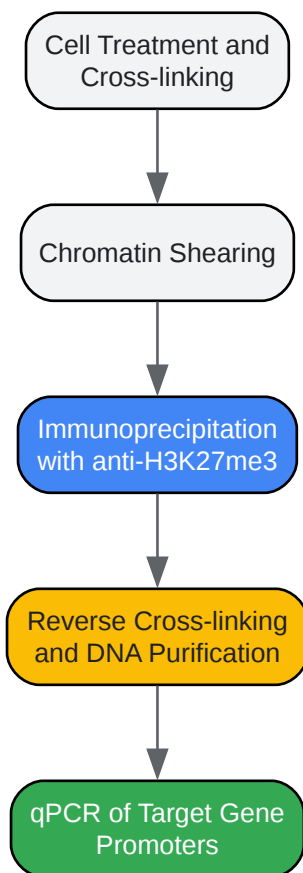 Cell Treatment and
Cross-linking
Chromatin Shearing
Immunoprecipitation
with anti-H3K27me3
Reverse Cross-linking
and DNA Purification
qPCR of Target Gene
Promoters